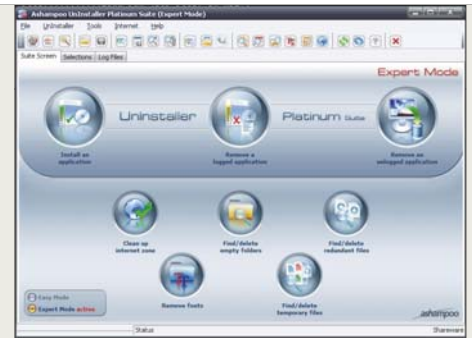 Ashampoo UnInstaller Platinum Suite (Expert Mode)
File UnInstaller Tools Internet Help
Suite Screen Selections Log Files
Expert Mode
UnInstaller Platinum Suite
Install an
application
Remove a
logged application
Remove an
unlogged application
Clean up
internet zone
Find/delete
empty folders
Find/delete
redundant files
Remove fonts
Find/delete
temporary files
Easy Mode
Expert Mode active
ashampoo
Status Shareware